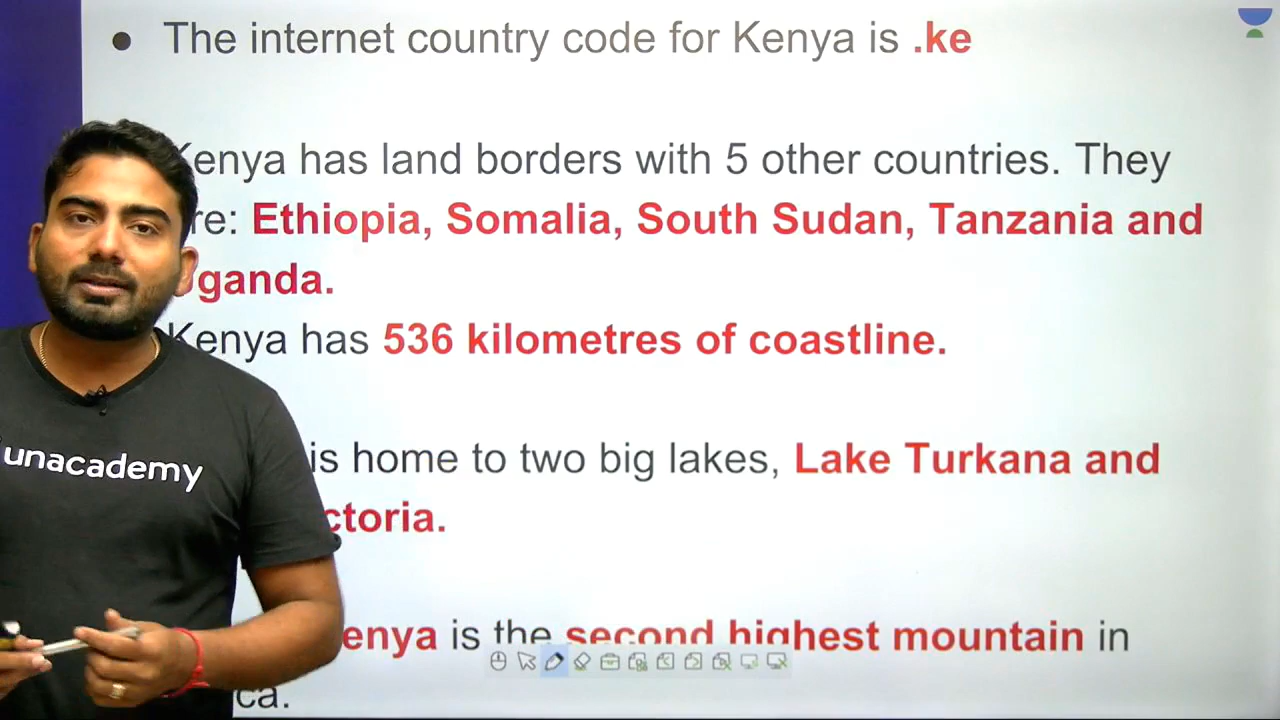 ● The internet country code for Kenya is .ke
Kenya has land borders with 5 other countries. They
re: Ethiopia, Somalia, South Sudan, Tanzania and
ganda.
Kenya has 536 kilometres of coastline.
is home to two big lakes, Lake Turkana and
ctoria.
enya is the second highest mountain in
ca.
unacademy